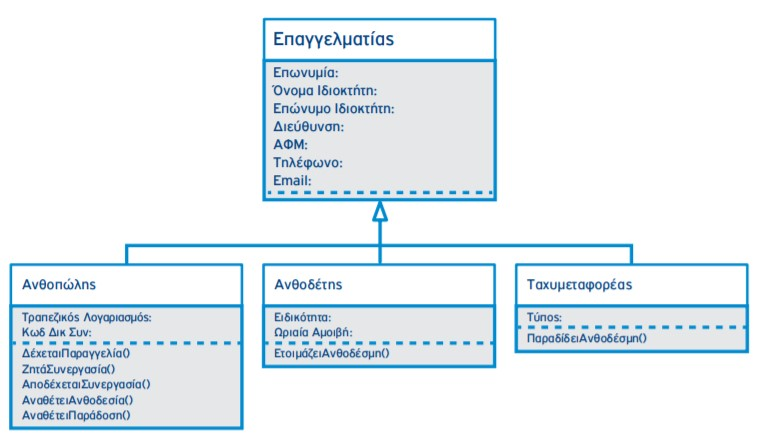 Επαγγελματίας
Επωνυμία:
Όνομα Ιδιοκτήτη:
Επώνυμο Ιδιοκτήτη:
Διεύθυνση:
ΑΦΜ:
Τηλέφωνο:
Email:
Ανθοπώλης
Τραπεζικός Λογαριασμός:
Κωδ Δικ Συν:
ΔέχεταιΠαραγγελία()
ΖητάΣυνεργασία()
ΑποδέχεταιΣυνεργασία()
ΑναθέτειΑνθοδεσία()
ΑναθέτειΠαράδοση()
Ανθοδέτης
Ειδικότητα:
Ωριαία Αμοιβή:
ΕτοιμάζειΑνθοδέσμη()
Ταχυμεταφορέας
Τύπος:
ΠαραδίδειΑνθοδέσμη()